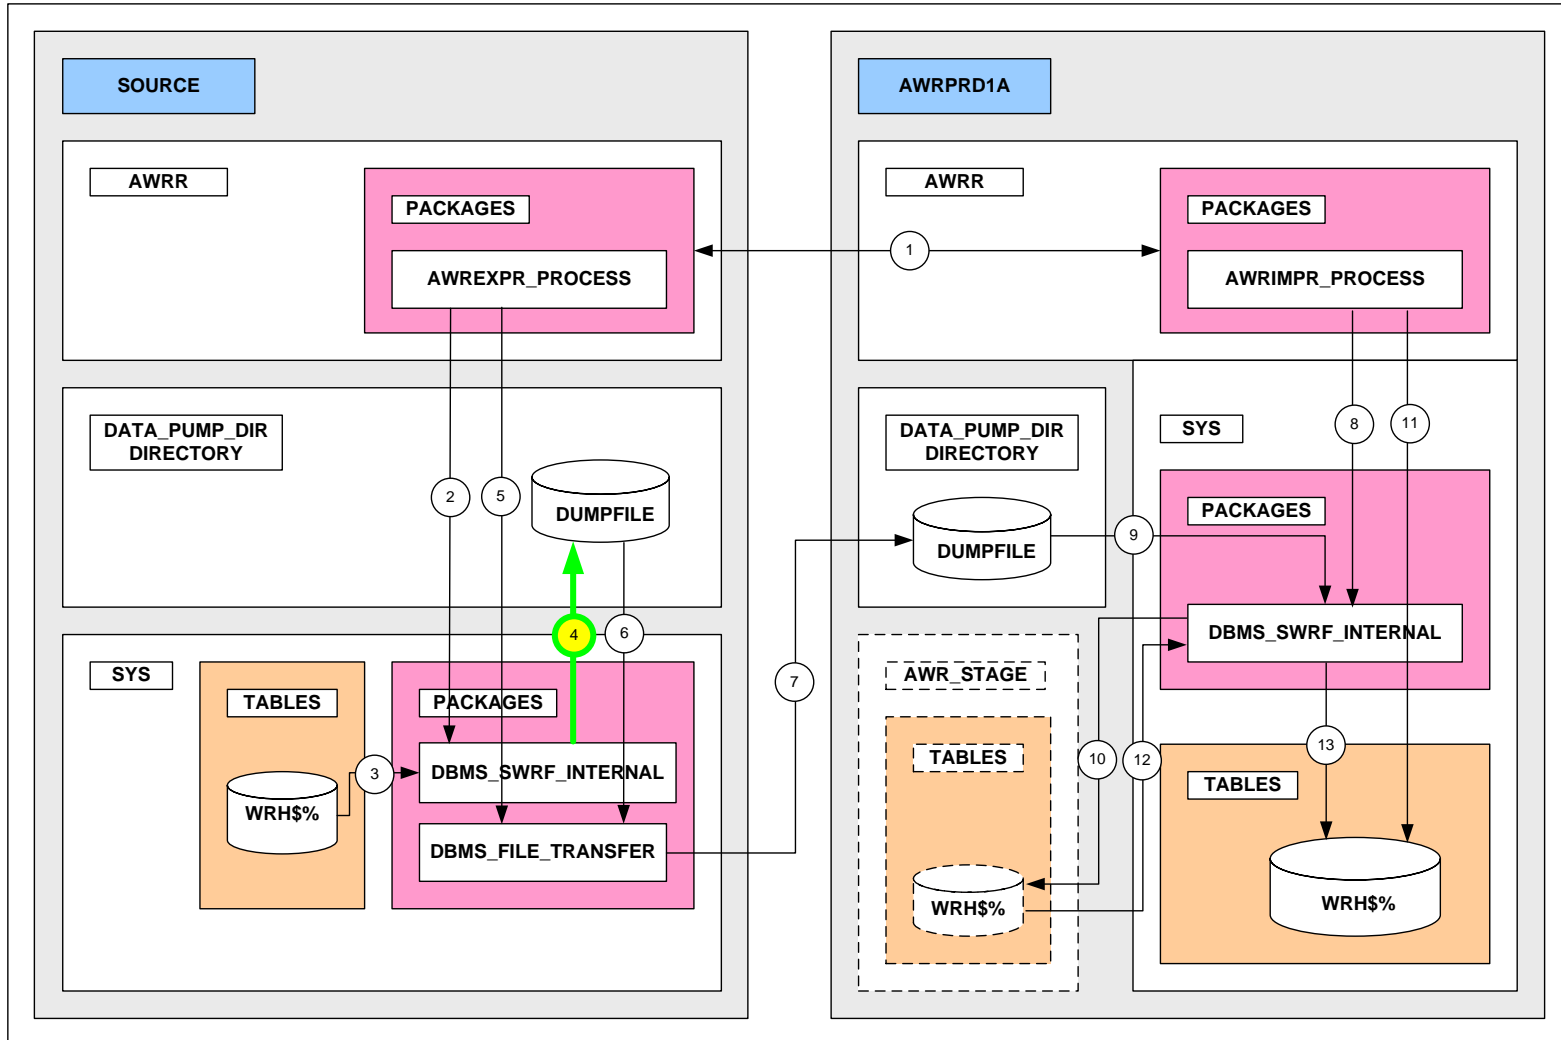 SOURCE
AWRR
PACKAGES
AWREXPR_PROCESS
DATA_PUMP_DIR
DIRECTORY
2
5
DUMPFILE
4
6
SYS
TABLES
WRH$%
3
PACKAGES
DBMS_SWRF_INTERNAL
DBMS_FILE_TRANSFER
1
7
AWRPRD1A
AWRR
PACKAGES
AWRIMPR_PROCESS
DATA_PUMP_DIR
DIRECTORY
DUMPFILE
9
8
11
SYS
PACKAGES
DBMS_SWRF_INTERNAL
AWR_STAGE
TABLES
WRH$%
10
12
13
TABLES
WRH$%